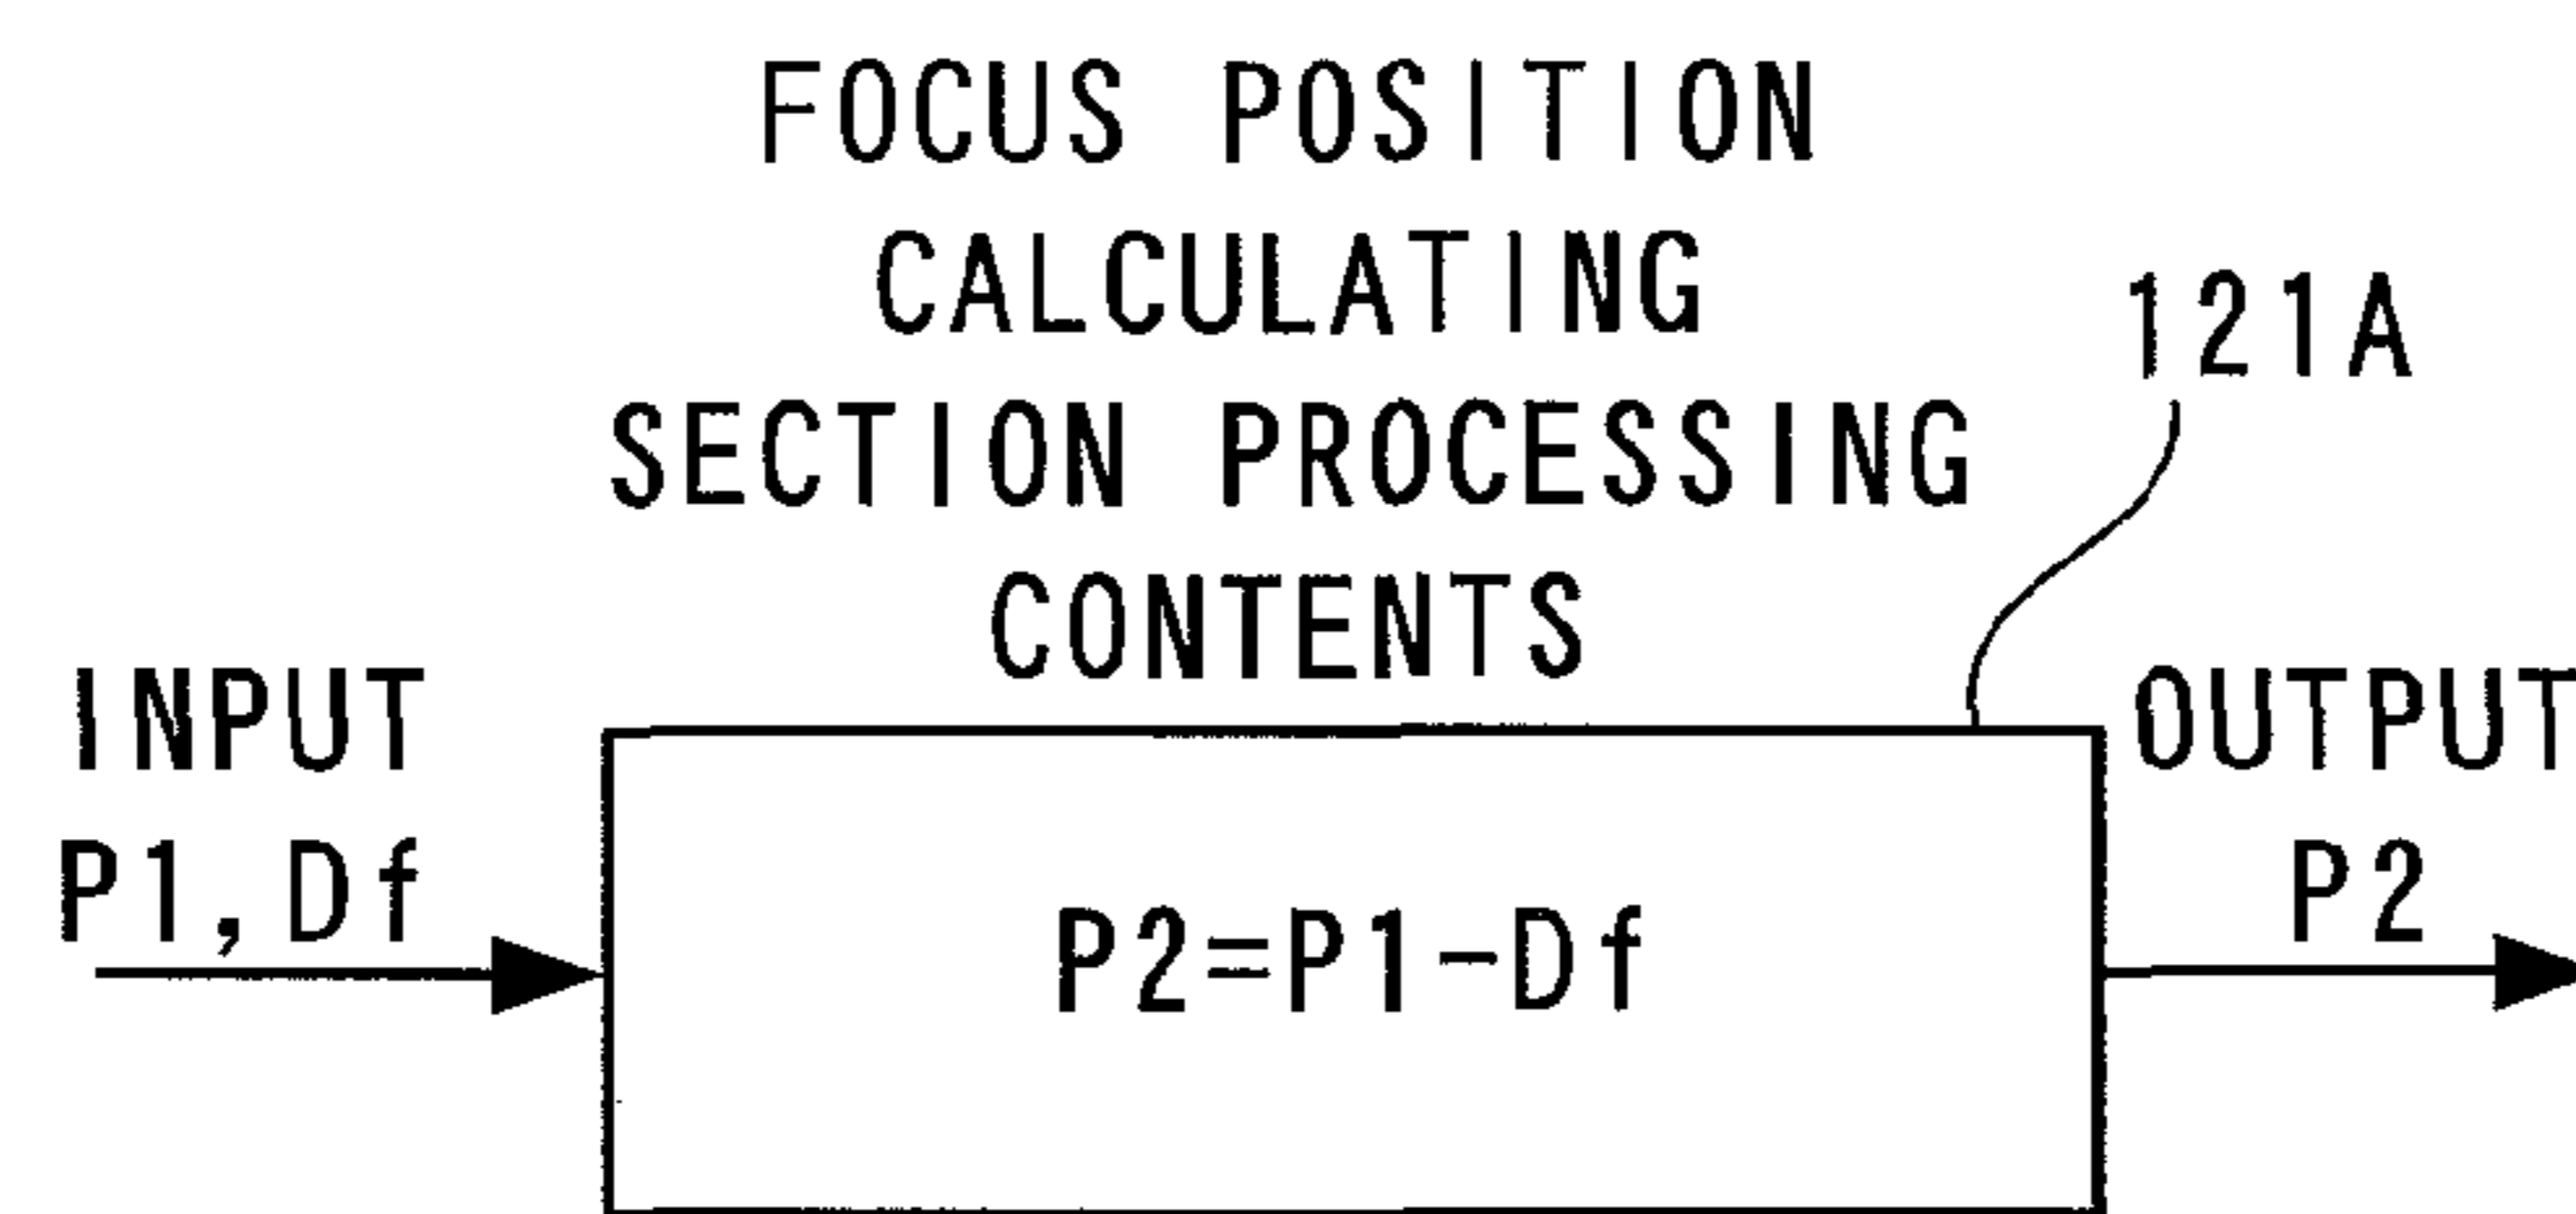 FOCUS POSITION
CALCULATING
SECTION PROCESSING
CONTENTS
121A
INPUT
P1,Df
P2=P1-Df
OUTPUT
P2